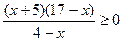 (x+5)(17-x)/(4-x) ≥ 0